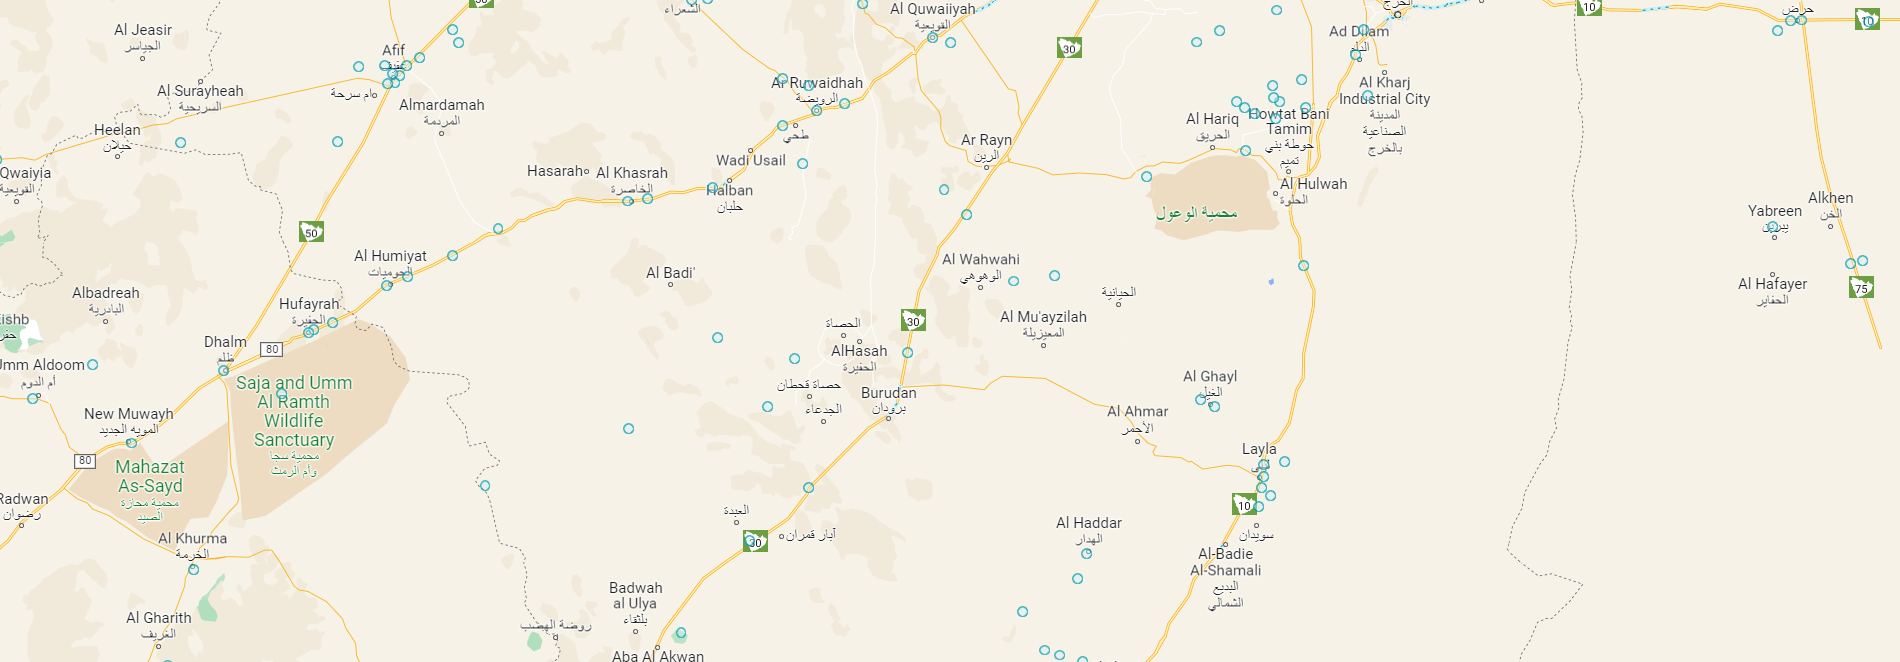 50
الشعراء
Al Quwaiiyah
القويعية
10
الخرج
حرض
10
Al Jeasir
الجياسر
Afif
عفيف
30
Ad Dilam
الدلم
Al Surayheah
السريحية
ام سرحة
Almardamah
المردمة
Ar Ruwaidhah
الرويضة
طحي
Al Kharj
Industrial City
المدينة
الصناعية
بالخرج
Al Hariq
الحريق
Howtat Bani
Tamim
حوطة بني
تميم
Heelan
خيلان
Wadi Usail
Ar Rayn
الرين
Qwaiyia
القويعية
Hasarah
Al Khasrah
الخاصرة
Halban
حلبان
Al Hulwah
الحلوة
محمية الوعول
Yabreen
يبرين
Alkhen
الخن
50
Al Humiyat
الحوميات
Al Badi'
Al Wahwahi
الوهوهي
الحيانية
Al Hafayer
الحفاير
75
Albadreah
البادرية
Hufayrah
الحفيرة
ishb
حفر
30
Al Mu'ayzilah
المعيزيلة
الحصاة
AlHasah
الحفيرة
Dhalm
ظلم
80
Umm Aldoom
أم الدوم
Saja and Umm
Al Ramth
Wildlife
Sanctuary
محمية سجا
وأم الرمث
حصاة قحطان
الجدعاء
Burudan
برودان
Al Ghayl
الغيل
Al Ahmar
الأحمر
New Muwayh
المويه الجديد
80
Mahazat
As-Sayd
محمية محازة
الصيد
Layla
ليلى
10
Radwan
رضوان
العبدة
آبار قمران
30
Al Haddar
الهدار
سويدان
Al-Badie
Al-Shamali
البديع
الشمالي
Al Khurma
الخرمة
Al Gharith
الغريف
روضة الهضب
Badwah
al Ulya
بلثقاء
Aba Al Akwan